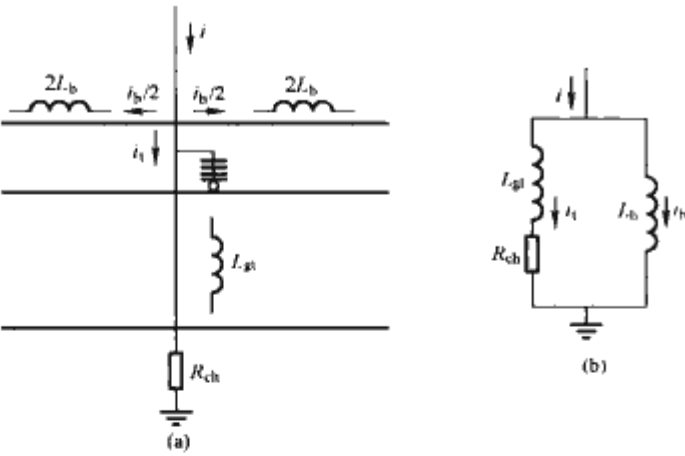 i
2L_b
i_b/2
i_b/2
2L_b
i_t
L_gt
R_ch
(a)
i
L_gt
i_t
L_b
i_b
R_ch
(b)